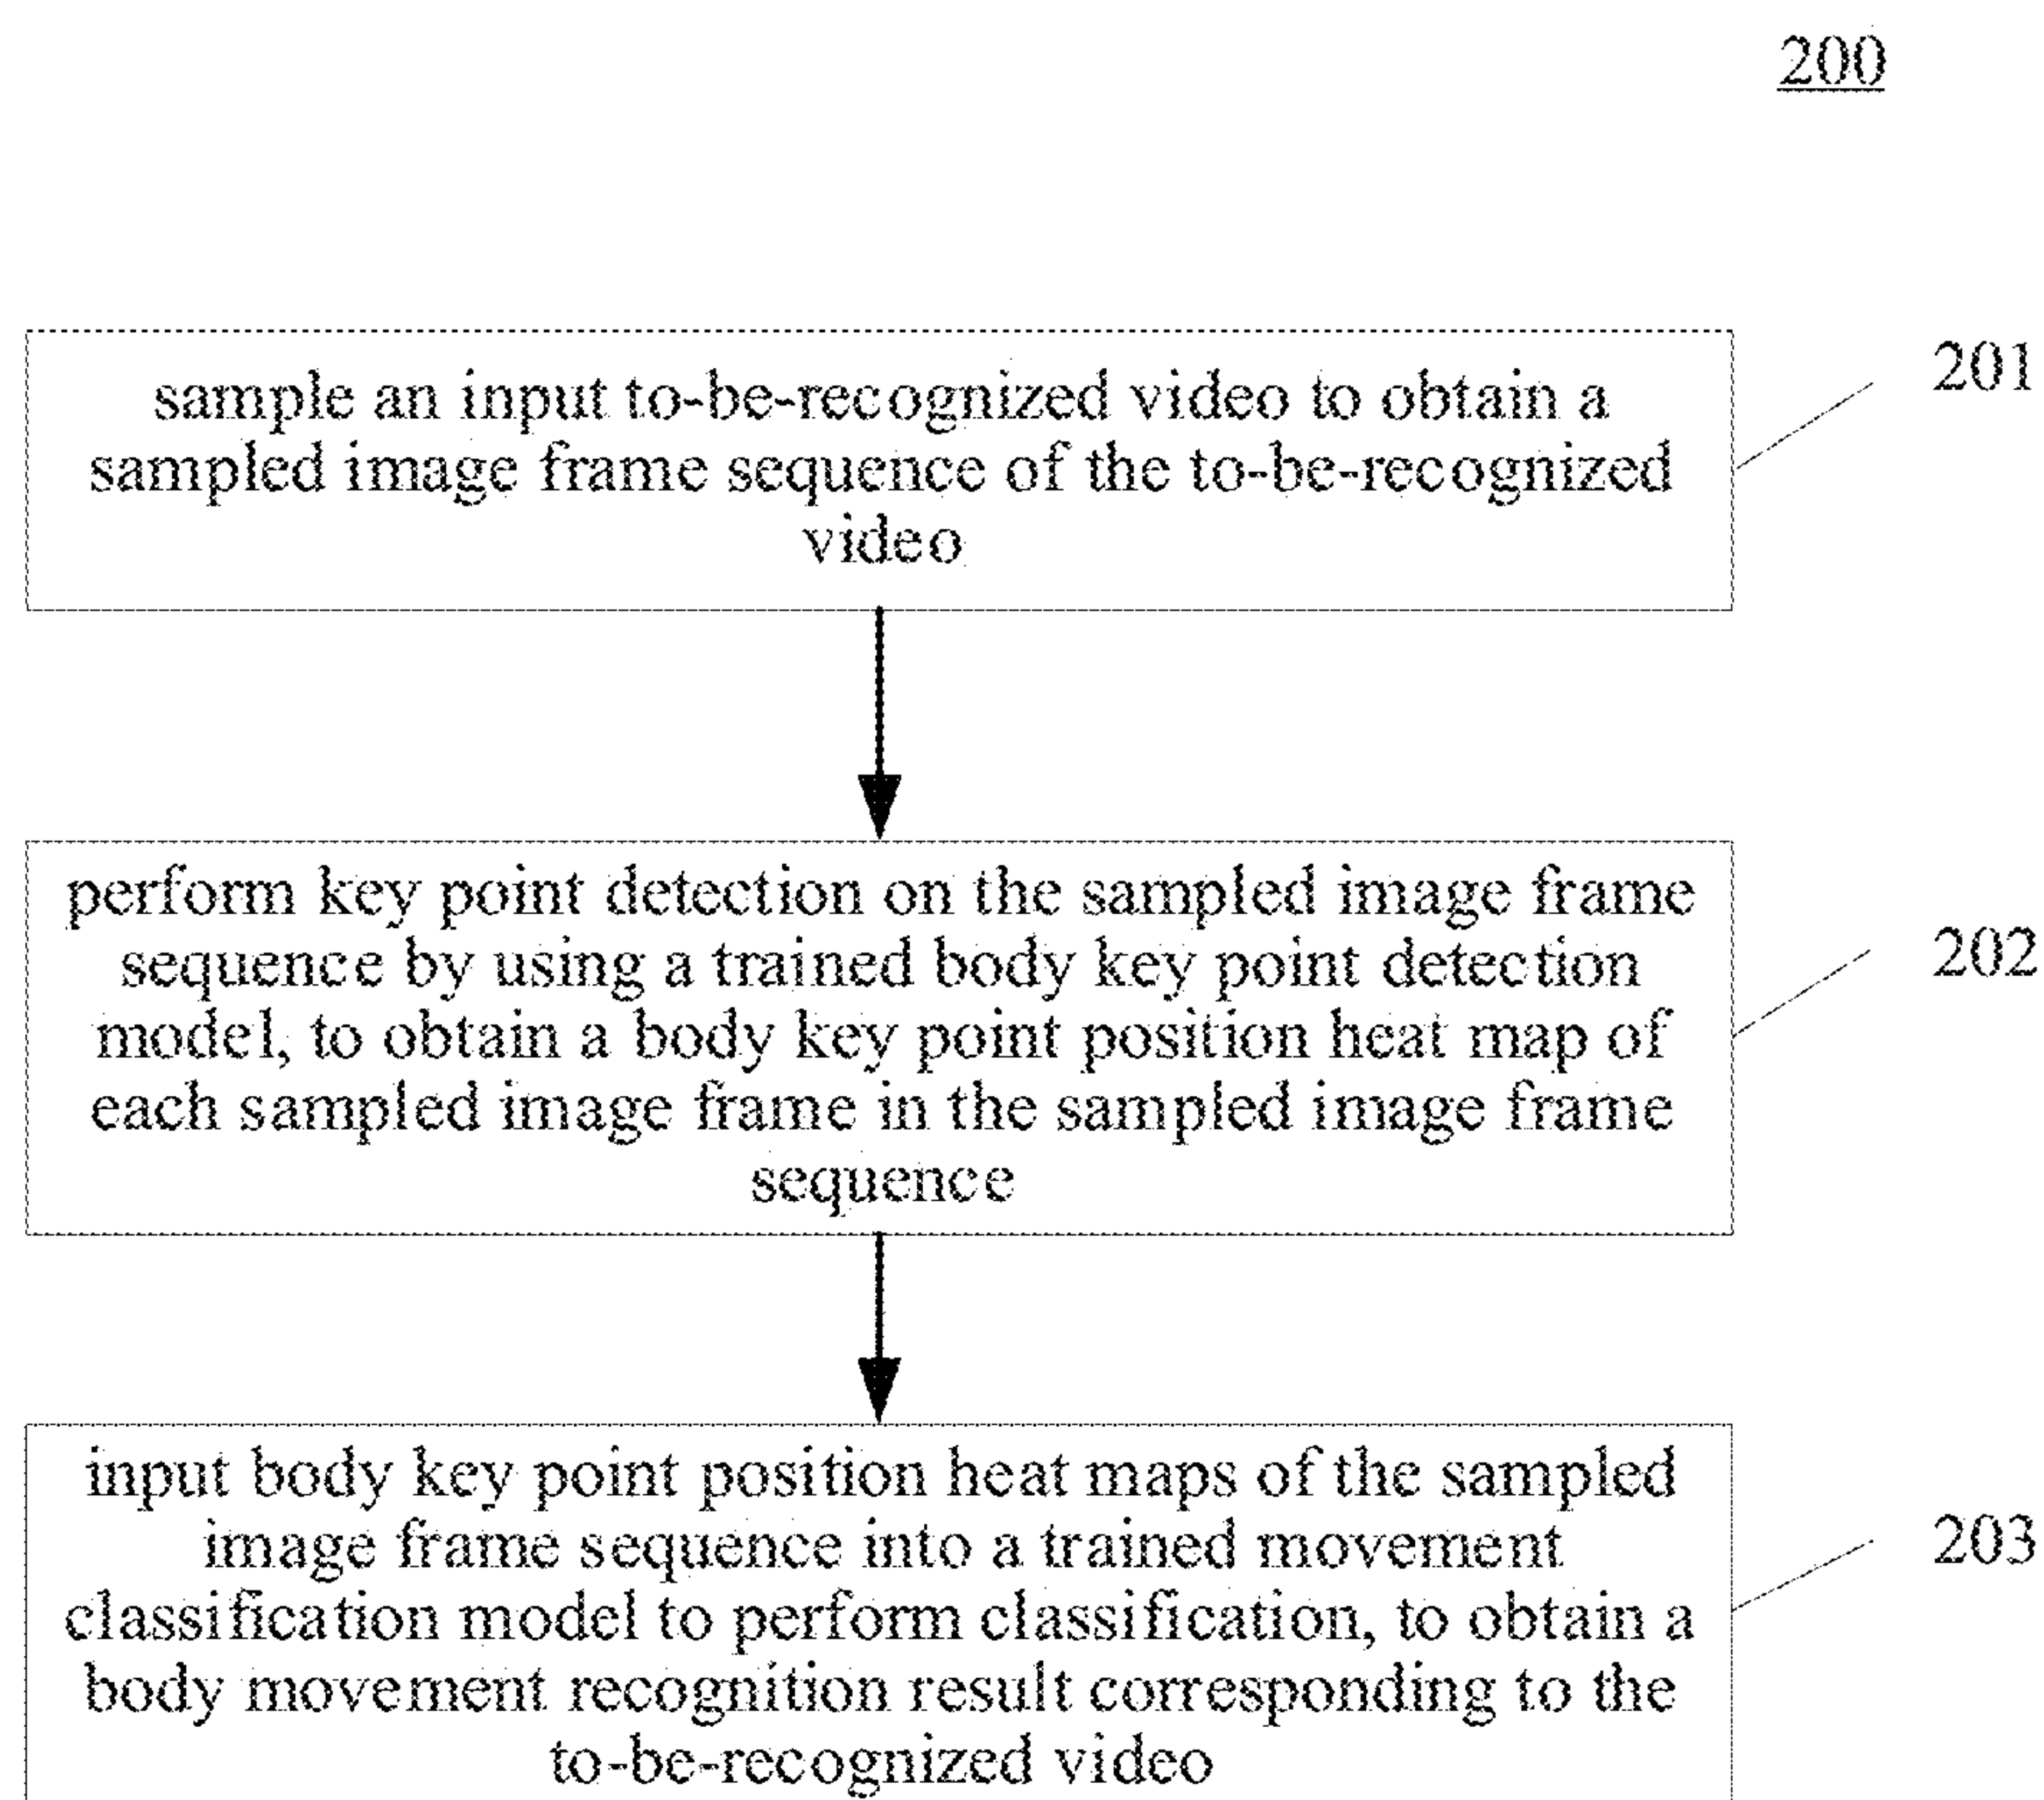 200
sample an input to-be-recognized video to obtain a
sampled image frame sequence of the to-be-recognized
video
201
perform key point detection on the sampled image frame
sequence by using a trained body key point detection
model, to obtain a body key point position heat map of
each sampled image frame in the sampled image frame
sequence
202
input body key point position heat maps of the sampled
image frame sequence into a trained movement
classification model to perform classification, to obtain a
body movement recognition result corresponding to the
to-be-recognized video
203